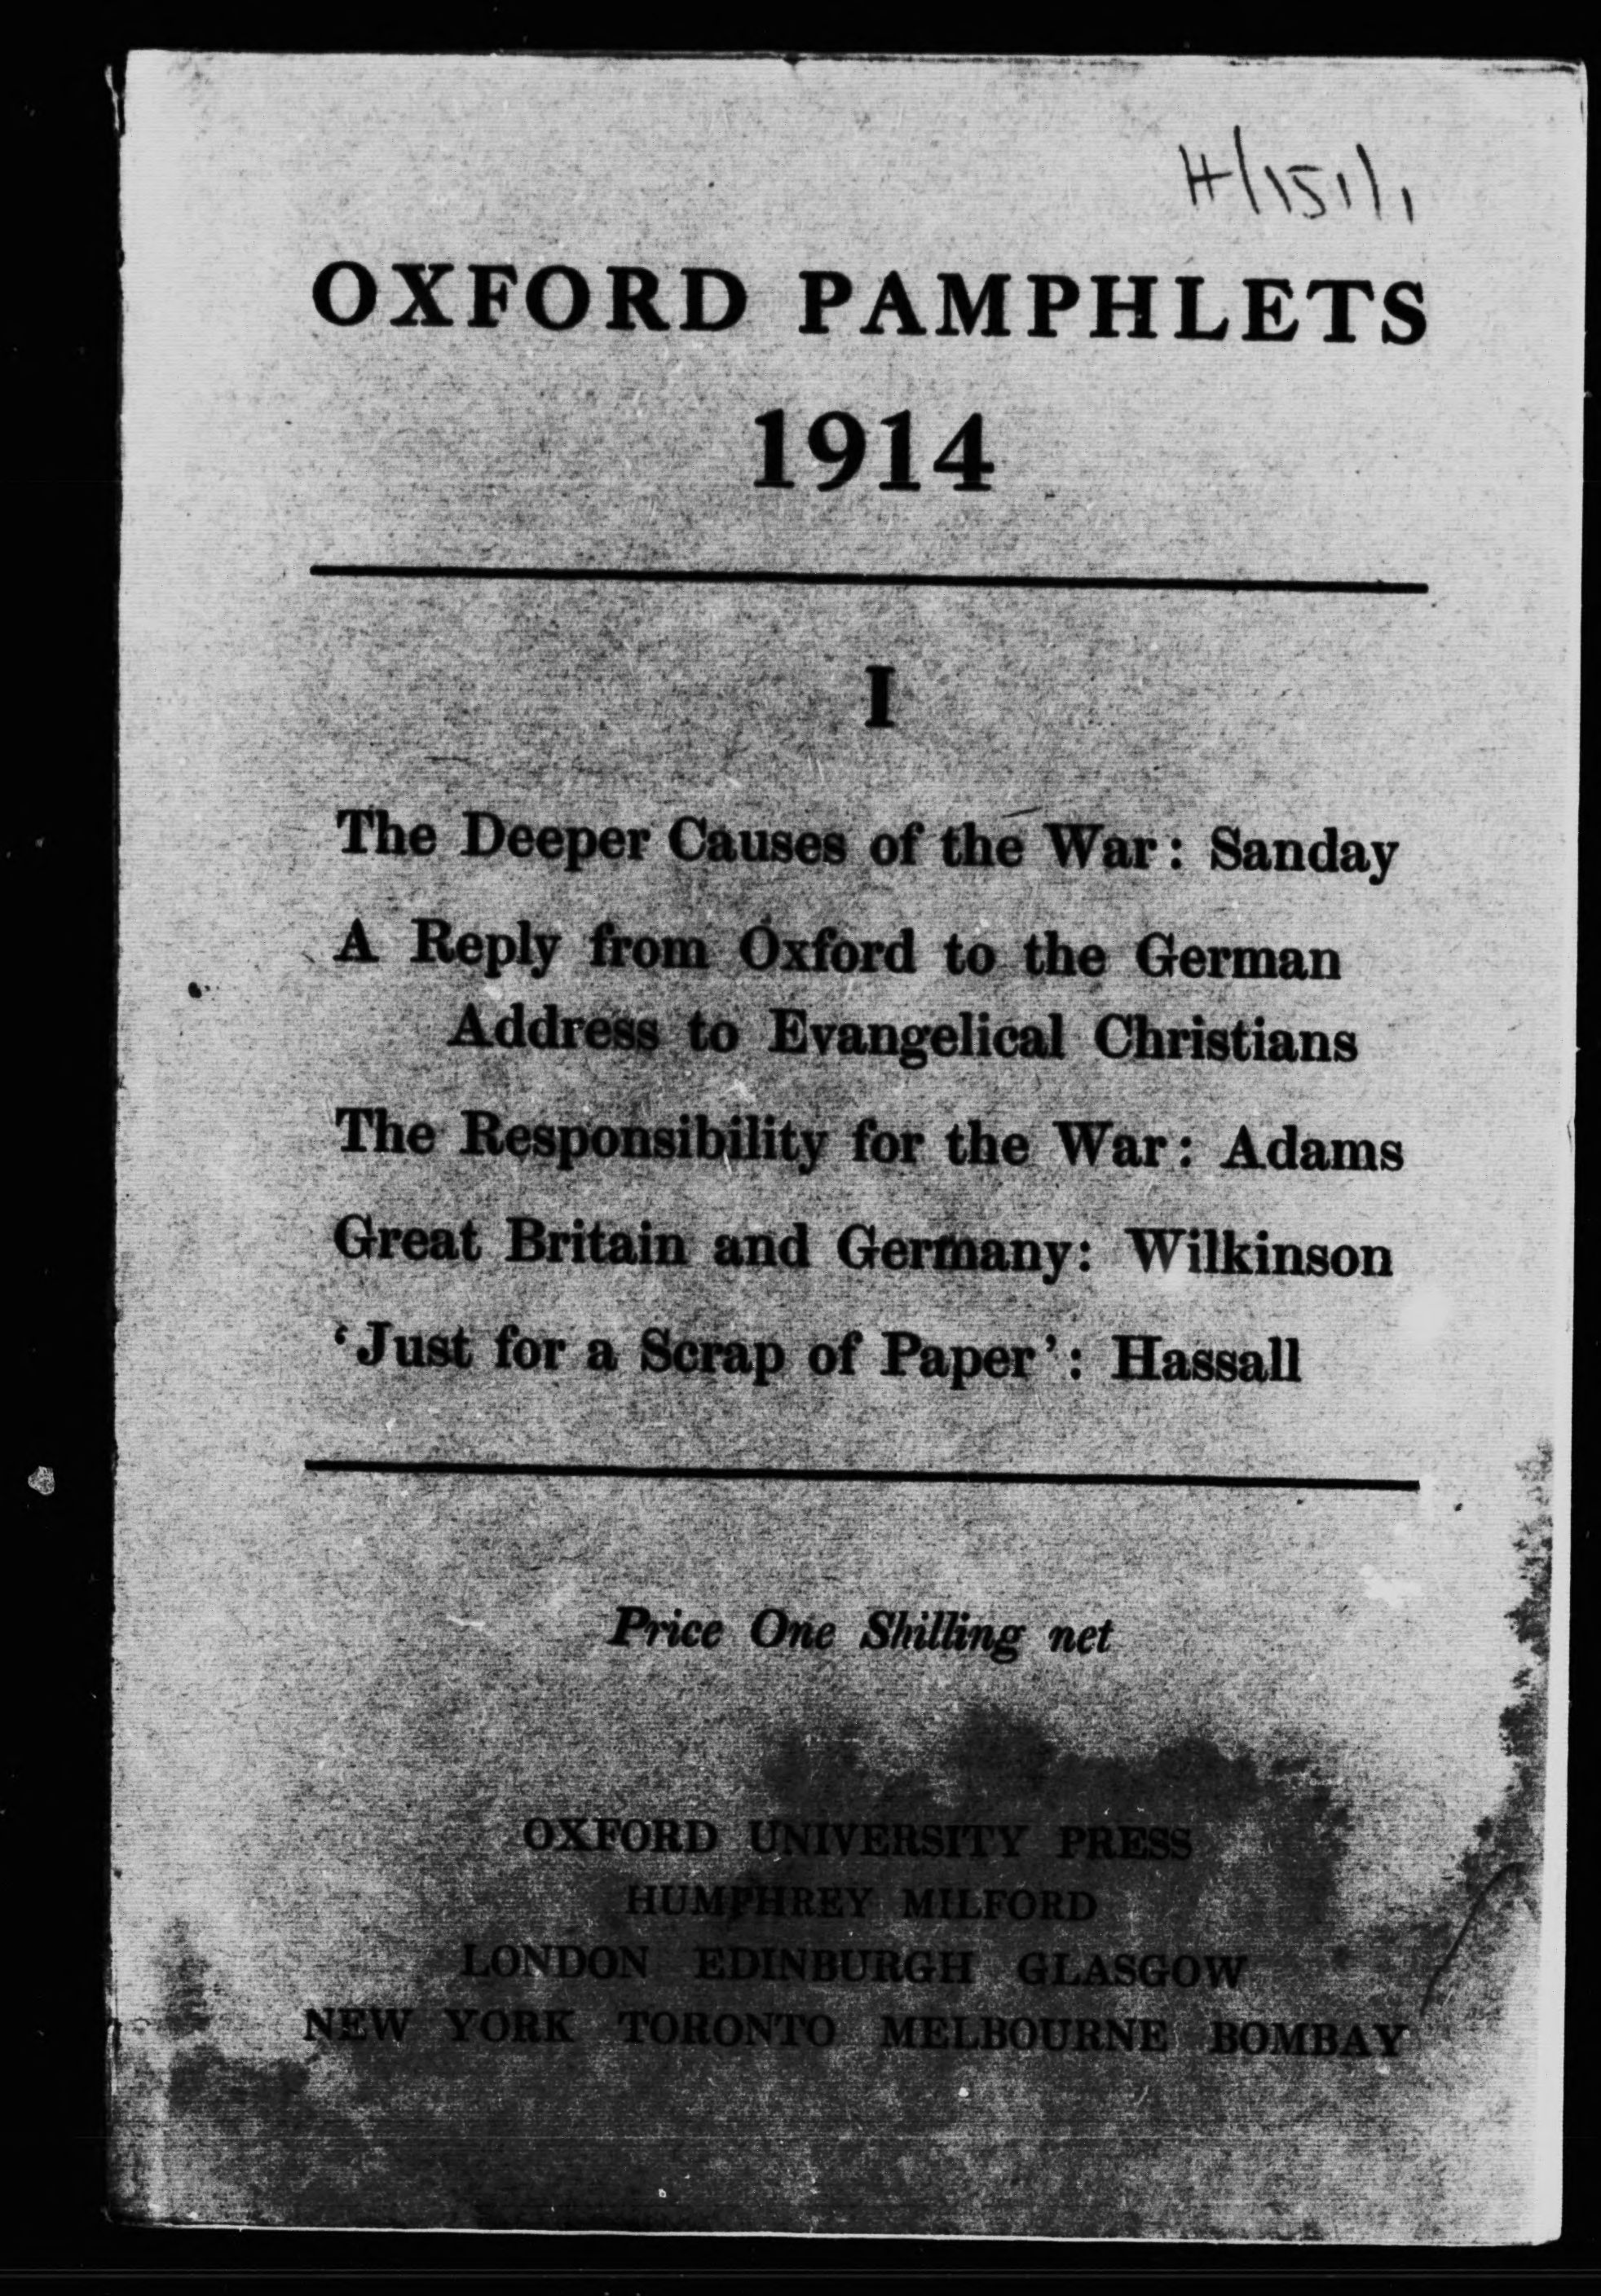 H/151/1
OXFORD PAMPHLETS
1914
I
The Deeper Causes of the War: Sanday
A Reply from Oxford to the German
Address to Evangelical Christians
The Responsibility for the War: Adams
Great Britain and Germany: Wilkinson
‘Just for a Scrap of Paper’: Hassall
Price One Shilling net
OXFORD UNIVERSITY PRESS
HUMPHREY MILFORD
LONDON EDINBURGH GLASGOW
NEW YORK TORONTO MELBOURNE BOMBAY